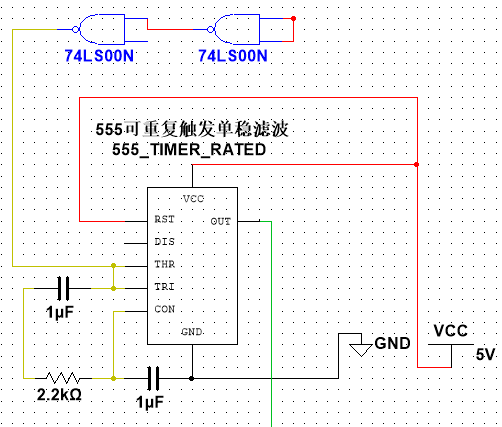 74LS00N 74LS00N
555可重复触发单稳滤波
555_TIMER_RATED
VCC
RST
OUT
DIS
THR
TRI
1µF
CON
GND
GND
VCC
5V
2.2kΩ
1µF